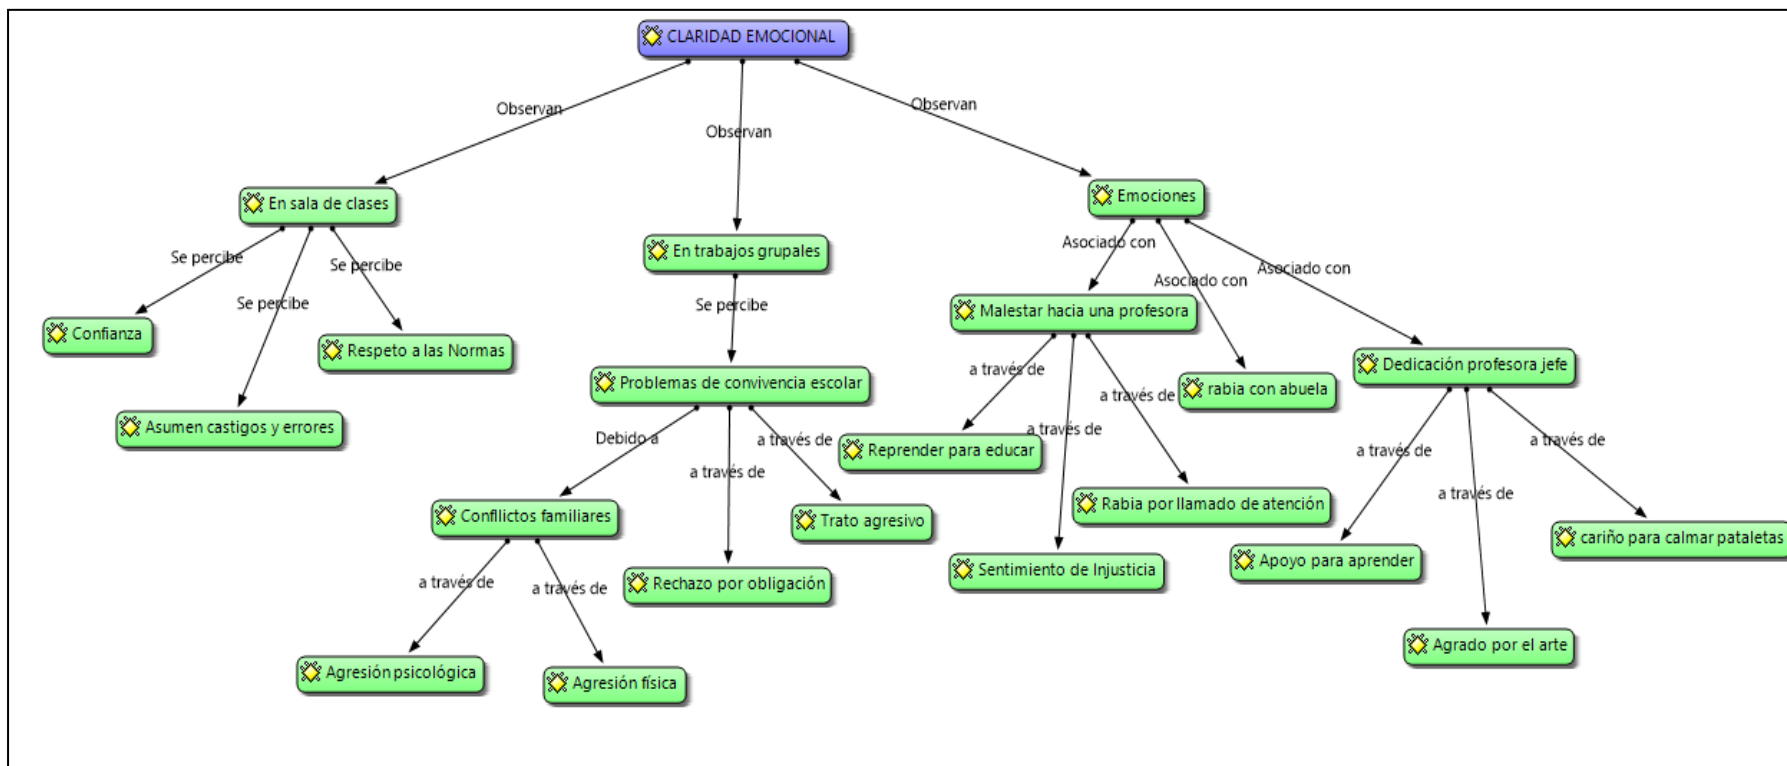 CLARIDAD EMOCIONAL
Observan
Observan
Observan
En sala de clases
Emociones
En trabajos grupales
Se percibe
Se percibe
Se percibe
Se percibe
Asociado con
Asociado con
Asociado con
Confianza
Respeto a las Normas
Asumen castigos y errores
Problemas de convivencia escolar
Malestar hacia una profesora
rabia con abuela
Dedicación profesora jefe
Debido a
a través de
a través de
a través de
a través de
a través de
a través de
a través de
a través de
Confllictos familiares
Rechazo por obligación
Trato agresivo
Reprender para educar
Sentimiento de Injusticia
Rabia por llamado de atención
Apoyo para aprender
Agrado por el arte
cariño para calmar pataletas
a través de
a través de
Agresión psicológica
Agresión física